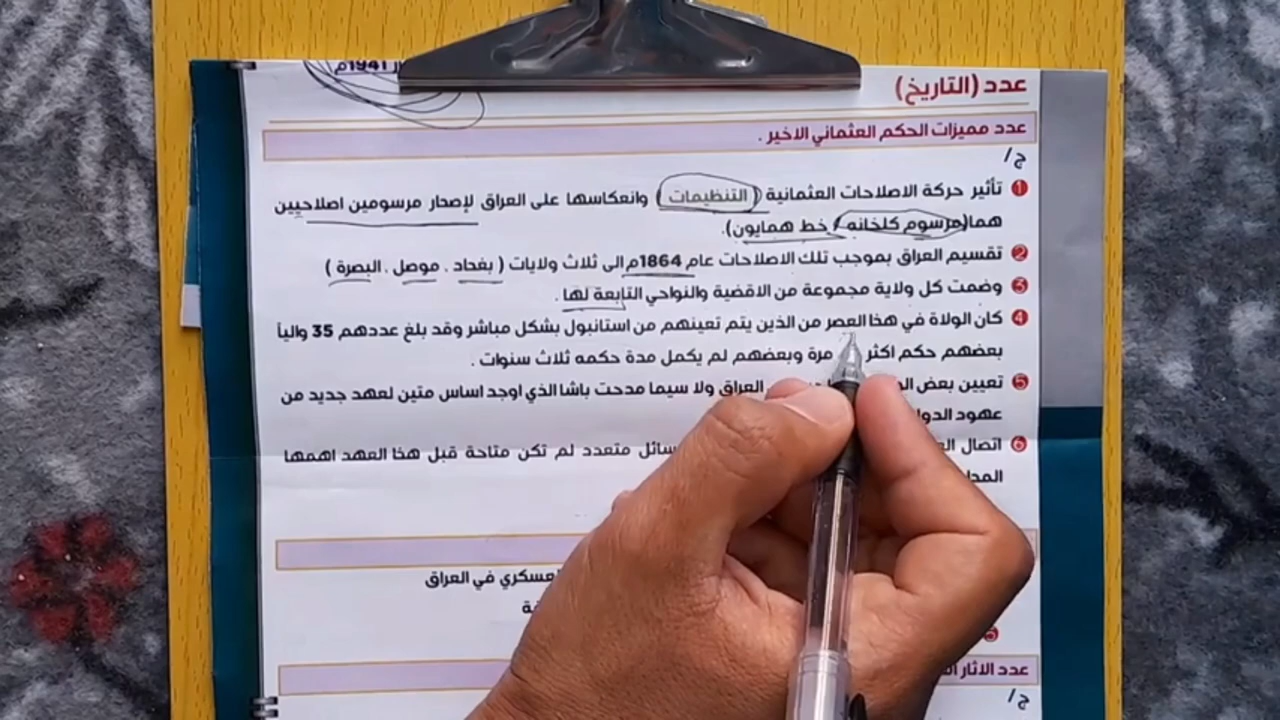 1941م
عدد (التاريخ)
عدد مميزات الحكم العثماني الاخير .
ج/
1 تأثير حركة الاصلاحات العثمانية ( التنظيمات ) وانعكاسها على العراق لإصدار مرسومين اصلاحيين
هما(مرسوم كلخانه / خط همايون).
2 تقسيم العراق بموجب تلك الاصلاحات عام 1864م الى ثلاث ولايات ( بغداد . موصل . البصرة )
3 وضمت كل ولاية مجموعة من الاقضية والنواحي التابعة لها .
4 كان الولاة في هذا العصر من الذين يتم تعينهم من استانبول بشكل مباشر وقد بلغ عددهم 35 والياً
بعضهم حكم اكثر مرة وبعضهم لم يكمل مدة حكمه ثلاث سنوات .
5 تعيين بعض العراق ولا سيما مدحت باشا الذي اوجد اساس متين لعهد جديد من
عهود
6 اتصال متعدد لم تكن متاحة قبل هذا العهد اهمها
في العراق
5
عدد الاثار
ج/